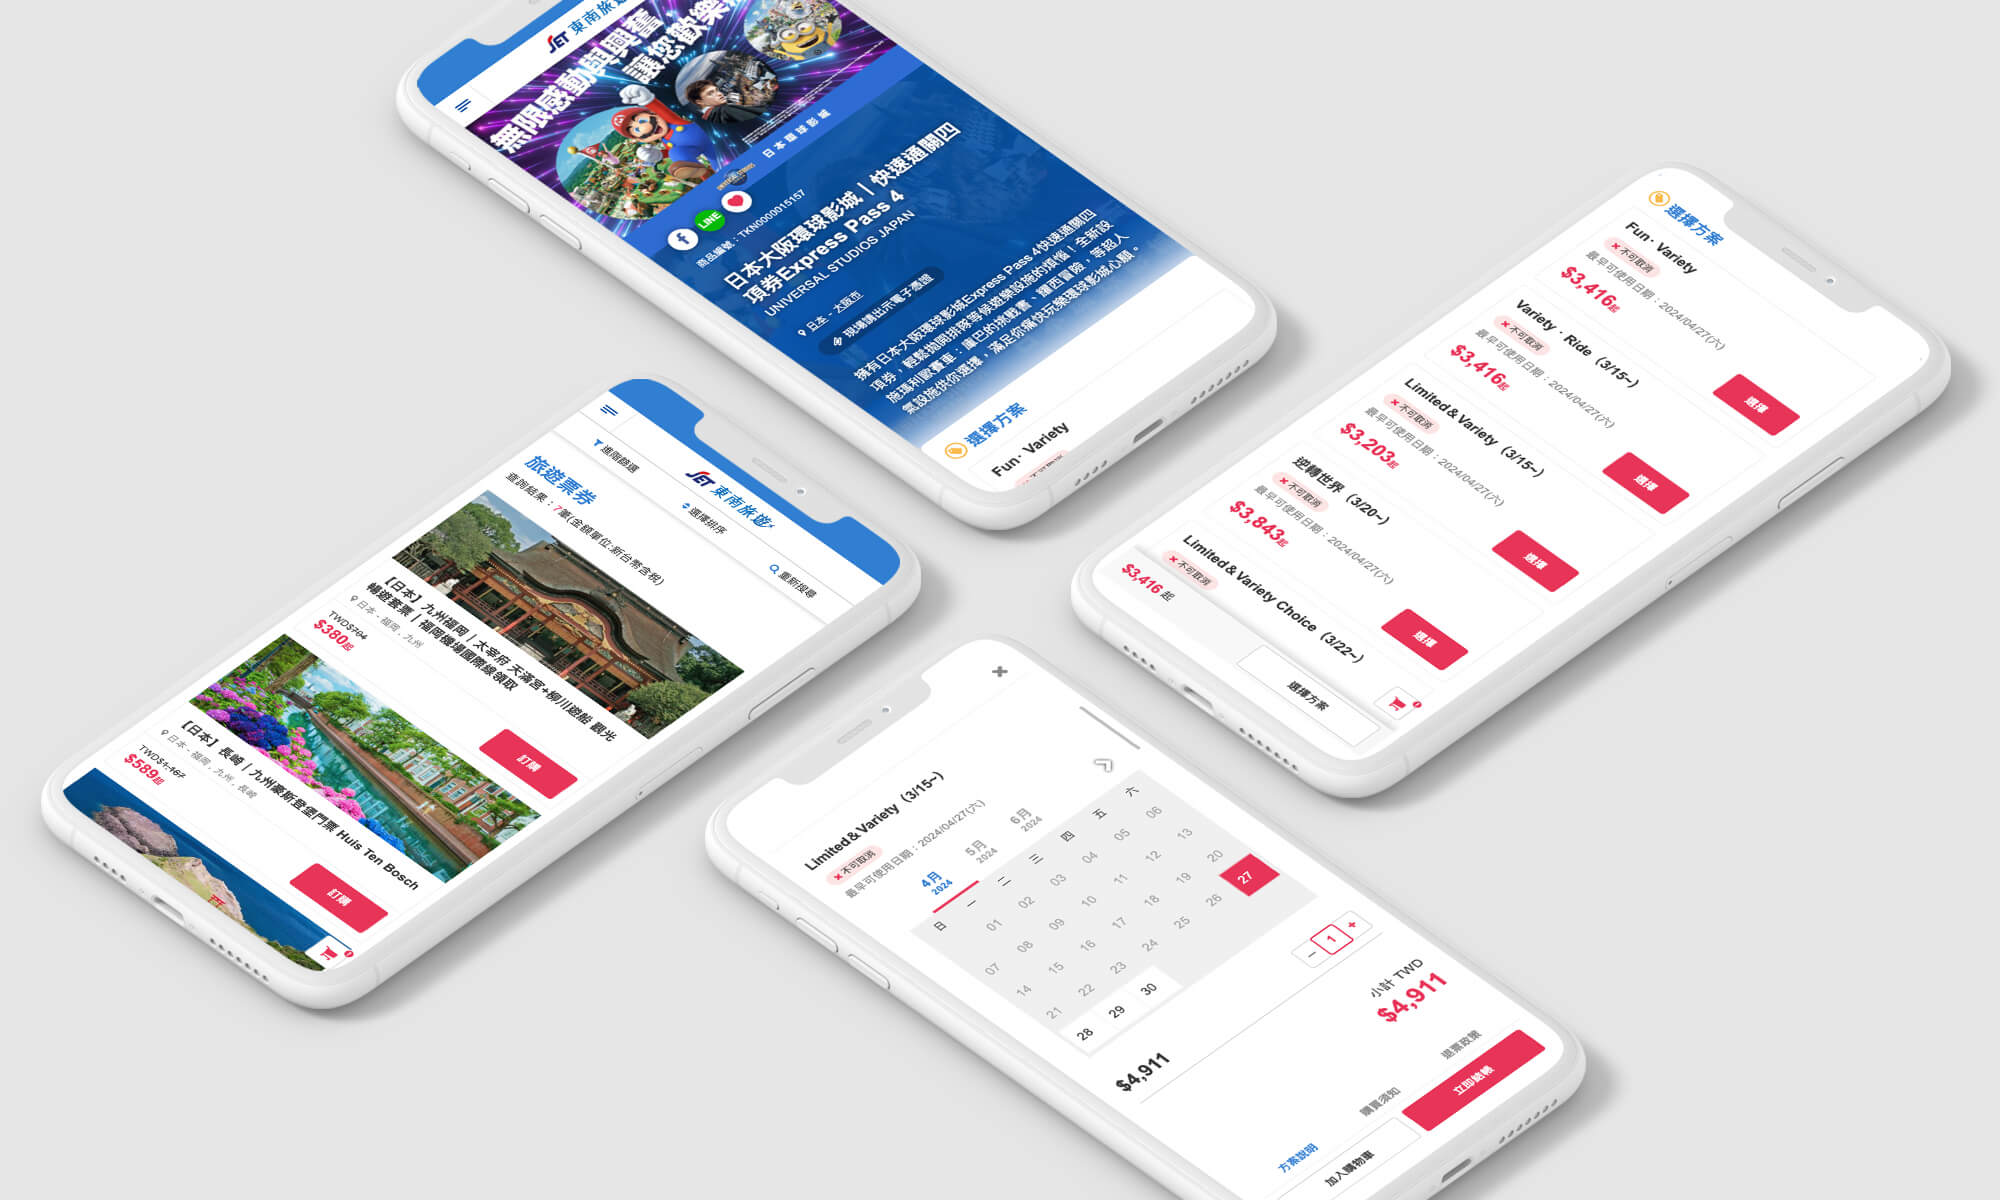 SET 東南旅遊
無限感動與興奮
讓您歡樂
日本環球影城
LINE
商品編號：TKN0000015157
日本大阪環球影城｜快速通關四
項券Express Pass 4
UNIVERSAL STUDIOS JAPAN
日本 - 大阪市
現場請出示電子憑證
擁有日本大阪環球影城Express Pass 4快速通關四
項券，輕鬆拋開排隊等候遊樂設施的煩惱！全新設
施瑪利歐賽車：庫巴的挑戰書、耀西冒險，等超人
氣設施供你選擇，滿足你痛快玩樂環球影城心願。
選擇方案
Fun· Variety
選擇方案
Fun· Variety
不可取消
最早可使用日期：2024/04/27(六)
$3,416起
選擇
Variety · Ride（3/15~）
不可取消
最早可使用日期：2024/04/27(六)
$3,416起
選擇
Limited＆Variety（3/15~）
不可取消
最早可使用日期：2024/04/27(六)
$3,203起
選擇
逆轉世界（3/20~）
不可取消
最早可使用日期：2024/04/27(六)
$3,843起
選擇
Limited＆Variety Choice（3/22~）
不可取消
$3,416 起
選擇方案
SET 東南旅遊
進階篩選
選擇排序
重新搜尋
旅遊票券
查詢結果：7筆(金額單位:新台幣含稅)
【日本】九州福岡｜太宰府 天滿宮+柳川遊船 觀光
暢遊套票｜福岡機場國際線領取
日本 - 福岡 , 九州
TWD$704
$380起
訂購
【日本】長崎｜九州豪斯登堡門票 Huis Ten Bosch
日本 - 福岡 , 九州 , 長崎
TWD$1,167
$589起
訂購
Limited＆Variety（3/15~）
不可取消
最早可使用日期：2024/04/27(六)
4月
2024
5月
2024
6月
2024
日 一 二 三 四 五 六
01 02 03 04 05 06
07 08 09 10 11 12 13
14 15 16 17 18 19 20
21 22 23 24 25 26 27
28 29 30
$4,911
− 1 +
小計 TWD
$4,911
方案說明
購買須知
退票政策
加入購物車
立即結帳